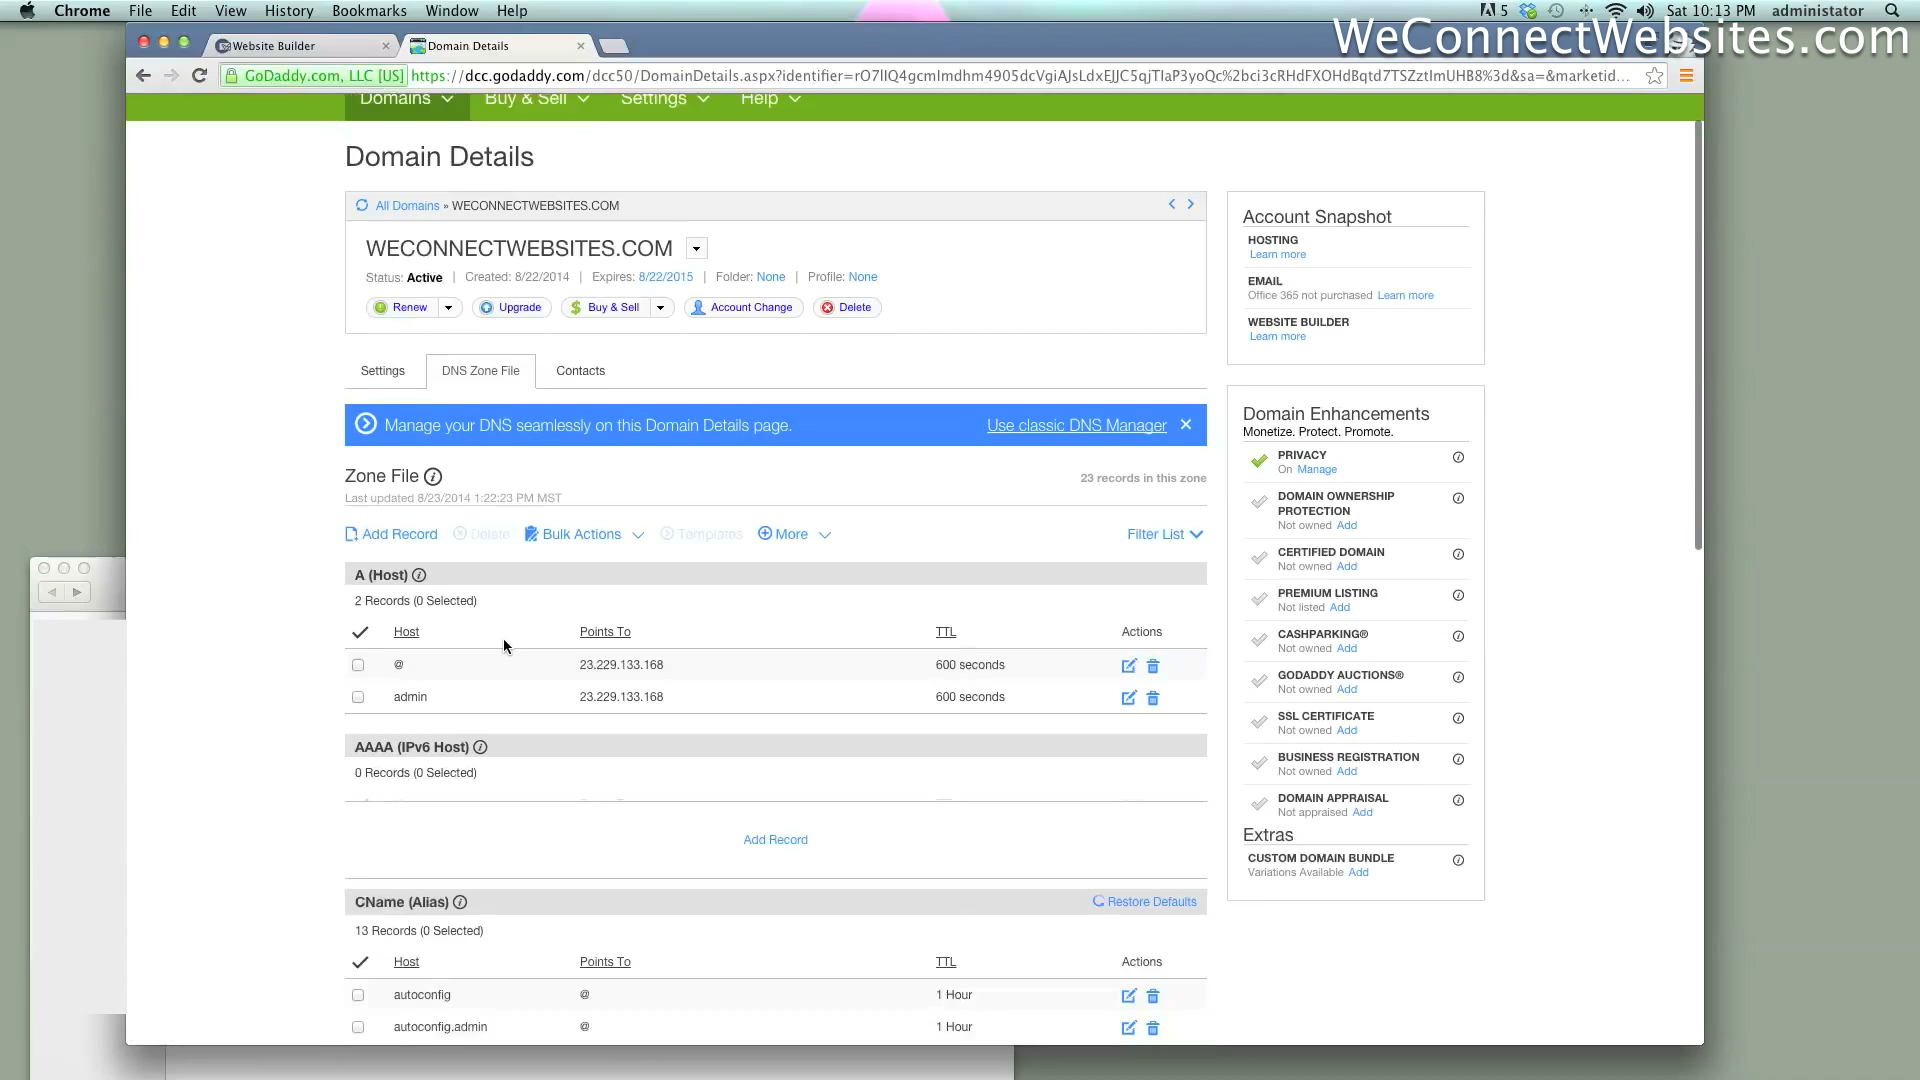 Chrome File Edit View History Bookmarks Window Help
5 Sat 10:13 PM administator
WeConnectWebsites.com
Website Builder
Domain Details
GoDaddy.com, LLC [US] https://dcc.godaddy.com/dcc50/DomainDetails.aspx?identifier=
Domains Buy & Sell Settings Help
Domain Details
All Domains » WECONNECTWEBSITES.COM
WECONNECTWEBSITES.COM
Status: Active | Created: 8/22/2014 | Expires: 8/22/2015 | Folder: None | Profile: None
Renew Upgrade Buy & Sell Account Change Delete
Settings DNS Zone File Contacts
Manage your DNS seamlessly on this Domain Details page. Use classic DNS Manager
Zone File
23 records in this zone
Last updated 8/23/2014 1:22:23 PM MST
Add Record Delete Bulk Actions Templates More Filter List
A (Host)
2 Records (0 Selected)
Host Points To TTL Actions
@ 23.229.133.168 600 seconds
admin 23.229.133.168 600 seconds
AAAA (IPv6 Host)
0 Records (0 Selected)
Add Record
CName (Alias) Restore Defaults
13 Records (0 Selected)
Host Points To TTL Actions
autoconfig @ 1 Hour
autoconfig.admin @ 1 Hour
Account Snapshot
HOSTING
Learn more
EMAIL
Office 365 not purchased Learn more
WEBSITE BUILDER
Learn more
Domain Enhancements
Monetize. Protect. Promote.
PRIVACY
On Manage
DOMAIN OWNERSHIP
PROTECTION
Not owned Add
CERTIFIED DOMAIN
Not owned Add
PREMIUM LISTING
Not listed Add
CASHPARKING®
Not owned Add
GODADDY AUCTIONS®
Not owned Add
SSL CERTIFICATE
Not owned Add
BUSINESS REGISTRATION
Not owned Add
DOMAIN APPRAISAL
Not appraised Add
Extras
CUSTOM DOMAIN BUNDLE
Variations Available Add